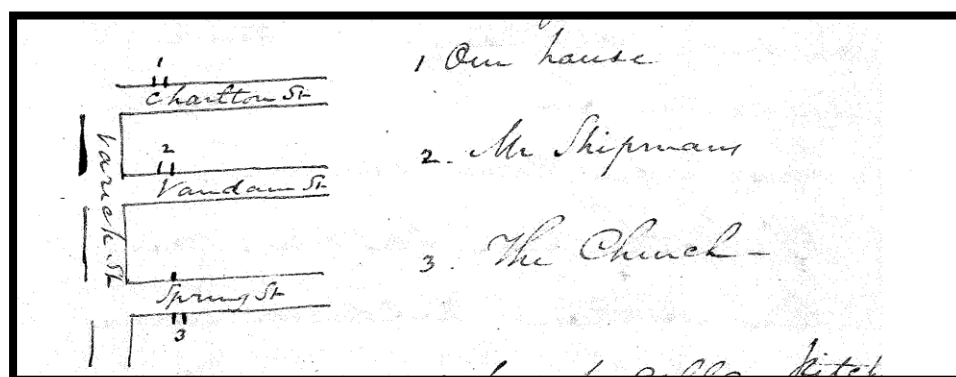 1
Charlton St
2
Vandam St
Varick St
Spring St
3
1 Our house
2. Mr Shipmans
3. The Church -